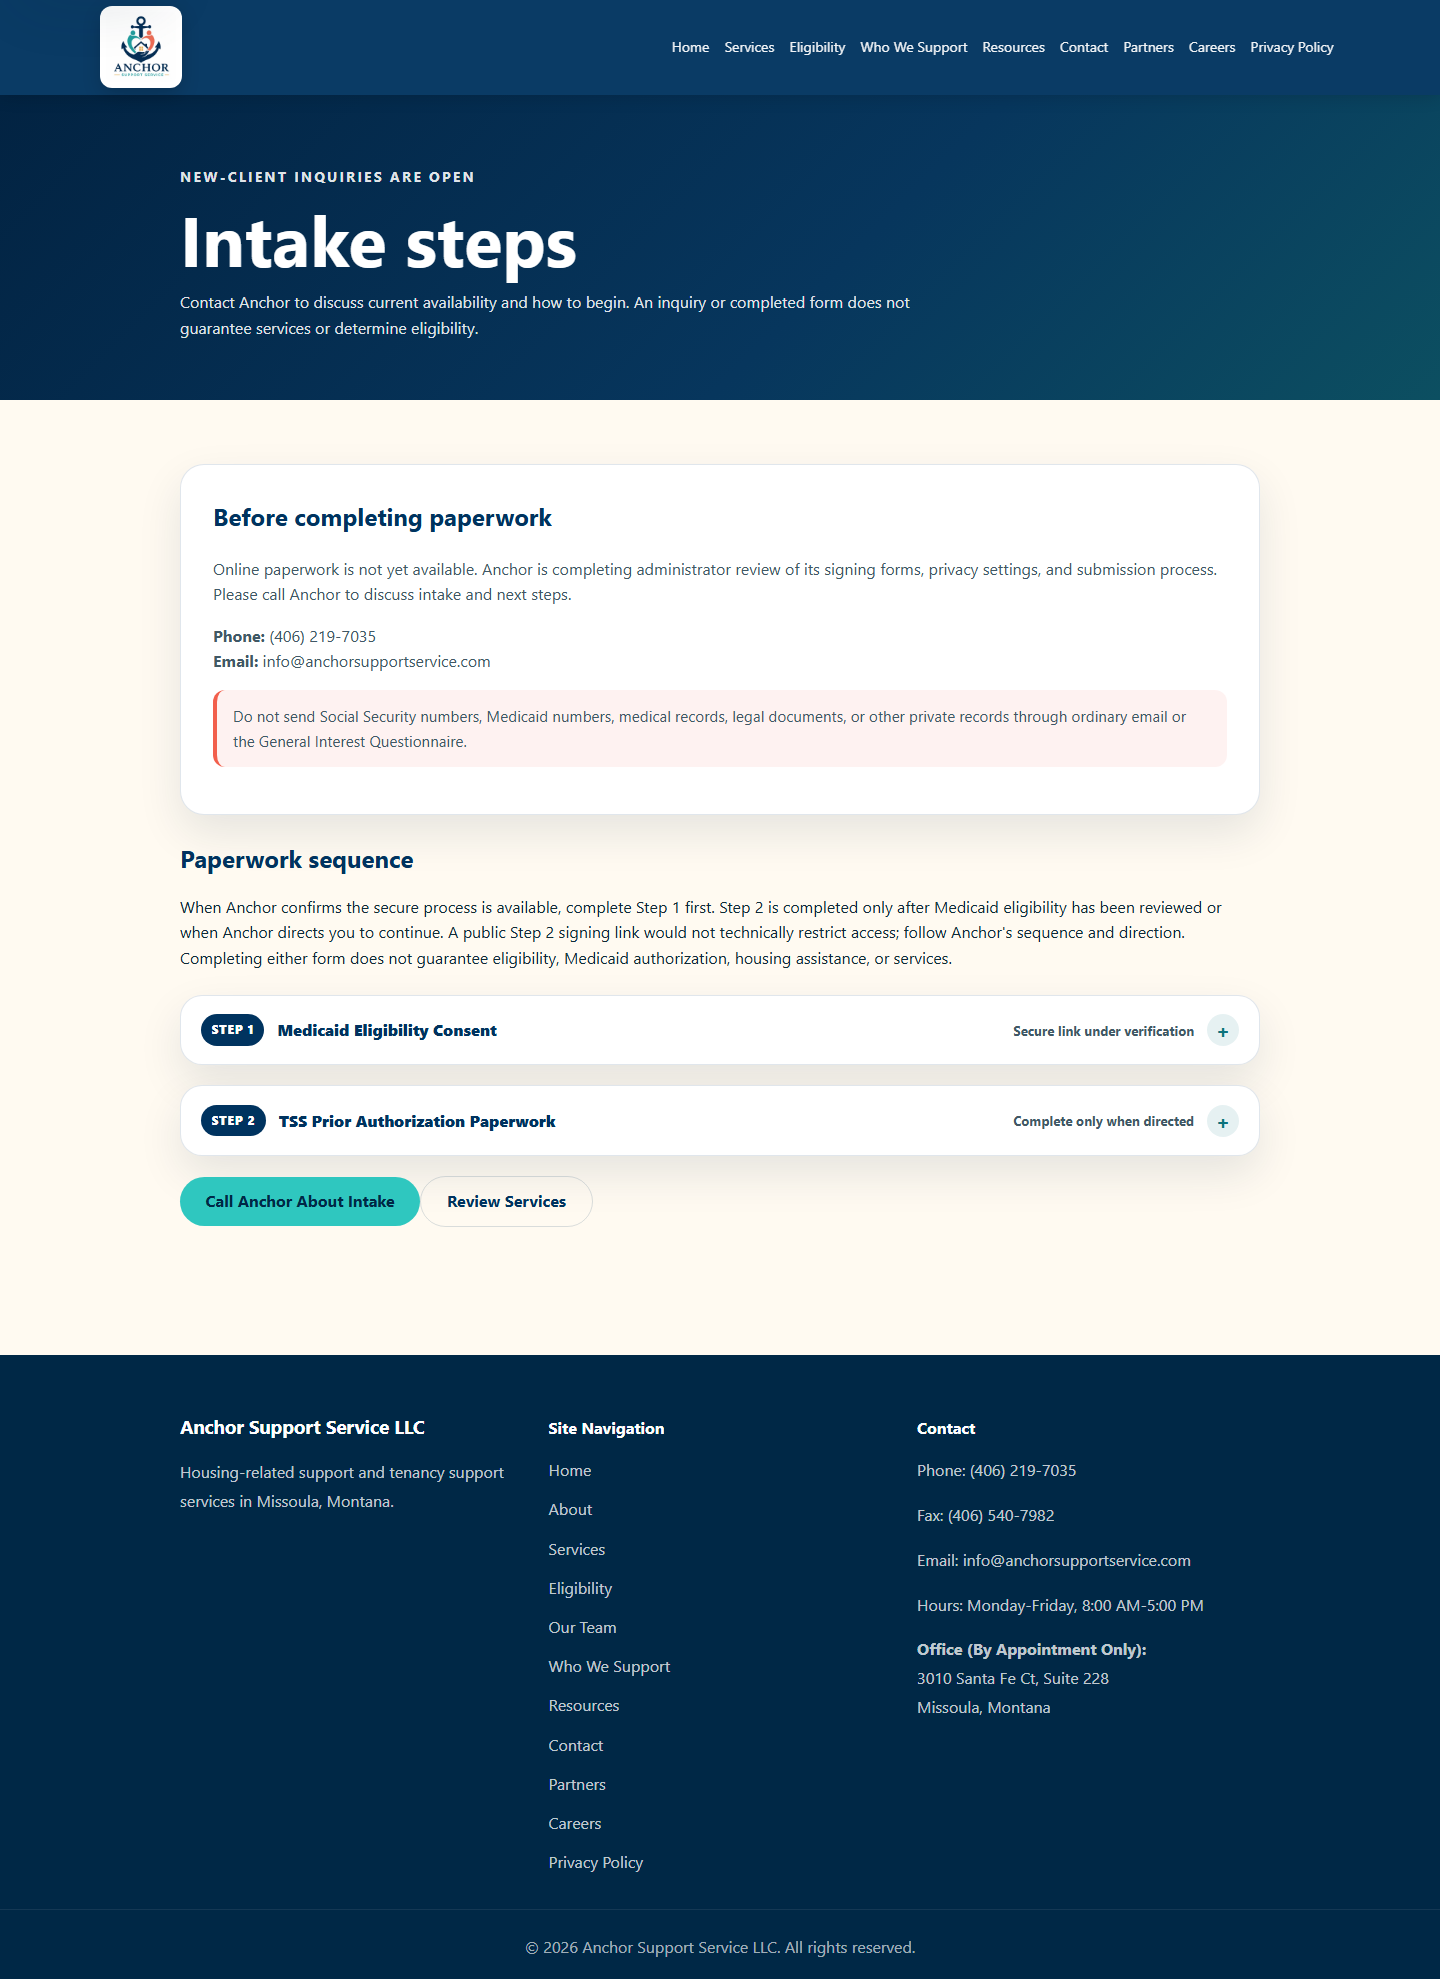 ANCHOR
SUPPORT SERVICE
Home Services Eligibility Who We Support Resources Contact Partners Careers Privacy Policy
NEW-CLIENT INQUIRIES ARE OPEN
Intake steps
Contact Anchor to discuss current availability and how to begin. An inquiry or completed form does not
guarantee services or determine eligibility.
Before completing paperwork
Online paperwork is not yet available. Anchor is completing administrator review of its signing forms, privacy settings, and submission process.
Please call Anchor to discuss intake and next steps.
Phone: (406) 219-7035
Email: info@anchorsupportservice.com
Do not send Social Security numbers, Medicaid numbers, medical records, legal documents, or other private records through ordinary email or
the General Interest Questionnaire.
Paperwork sequence
When Anchor confirms the secure process is available, complete Step 1 first. Step 2 is completed only after Medicaid eligibility has been reviewed or
when Anchor directs you to continue. A public Step 2 signing link would not technically restrict access; follow Anchor's sequence and direction.
Completing either form does not guarantee eligibility, Medicaid authorization, housing assistance, or services.
STEP 1 Medicaid Eligibility Consent Secure link under verification +
STEP 2 TSS Prior Authorization Paperwork Complete only when directed +
Call Anchor About Intake Review Services
Anchor Support Service LLC
Housing-related support and tenancy support
services in Missoula, Montana.
Site Navigation
Home
About
Services
Eligibility
Our Team
Who We Support
Resources
Contact
Partners
Careers
Privacy Policy
Contact
Phone: (406) 219-7035
Fax: (406) 540-7982
Email: info@anchorsupportservice.com
Hours: Monday-Friday, 8:00 AM-5:00 PM
Office (By Appointment Only):
3010 Santa Fe Ct, Suite 228
Missoula, Montana
© 2026 Anchor Support Service LLC. All rights reserved.